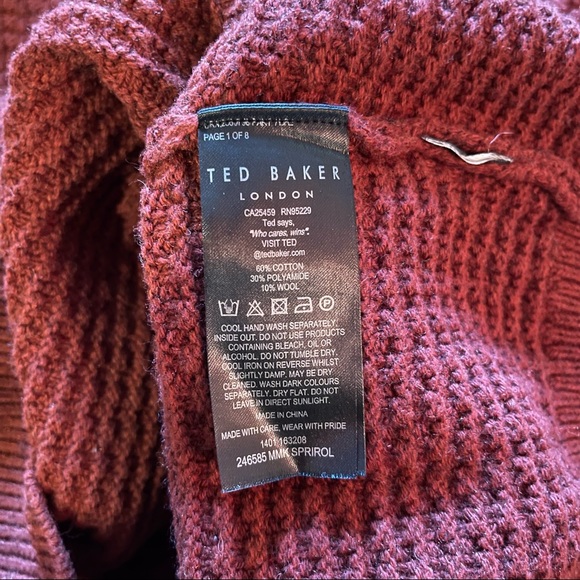 PAGE 1 OF 8
TED BAKER
LONDON
CA25459 RN95229
Ted says,
"Who cares, wins".
VISIT TED
@tedbaker.com
60% COTTON
30% POLYAMIDE
10% WOOL
COOL HAND WASH SEPARATELY,
INSIDE OUT. DO NOT USE PRODUCTS
CONTAINING BLEACH, OIL OR
ALCOHOL. DO NOT TUMBLE DRY.
COOL IRON ON REVERSE WHILST
SLIGHTLY DAMP. MAY BE DRY
CLEANED. WASH DARK COLOURS
SEPARATELY. DRY FLAT. DO NOT
LEAVE IN DIRECT SUNLIGHT.
MADE IN CHINA
MADE WITH CARE, WEAR WITH PRIDE
1401 163208
246585 MMK SPRIROL